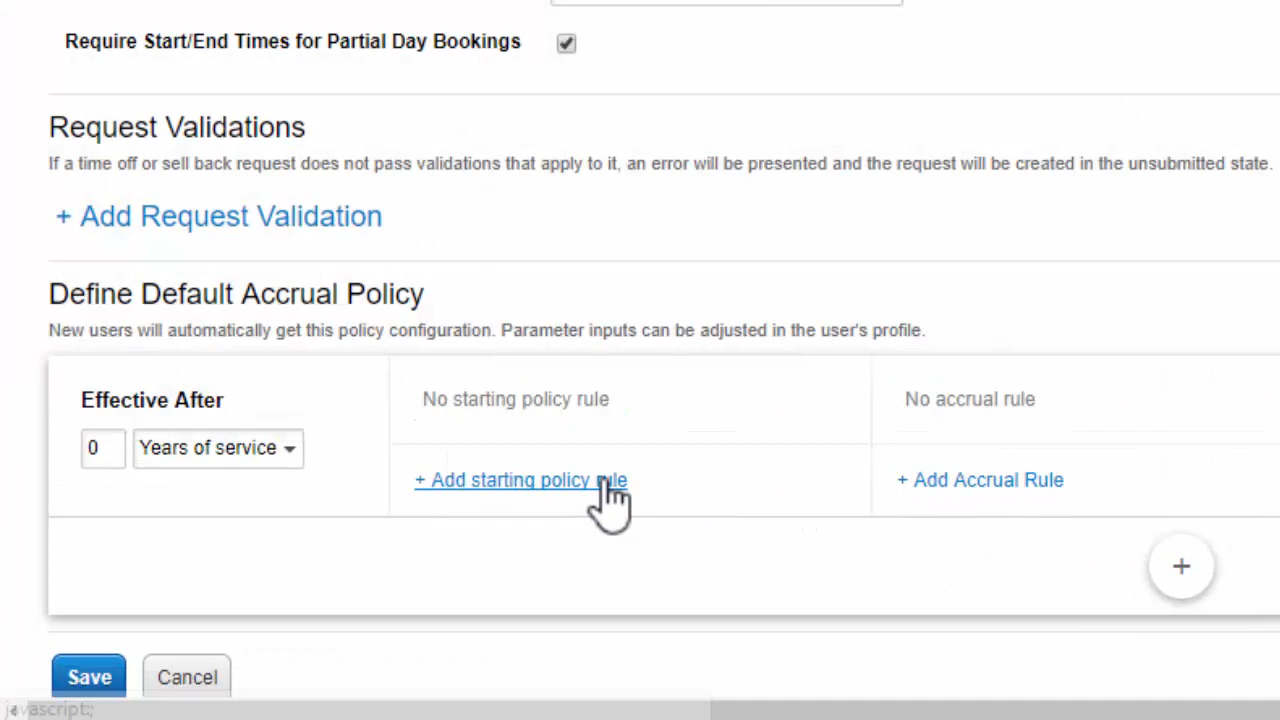 Require Start/End Times for Partial Day Bookings
Request Validations
If a time off or sell back request does not pass validations that apply to it, an error will be presented and the request will be created in the unsubmitted state.
+ Add Request Validation
Define Default Accrual Policy
New users will automatically get this policy configuration. Parameter inputs can be adjusted in the user's profile.
Effective After
0 Years of service
No starting policy rule
+ Add starting policy rule
No accrual rule
+ Add Accrual Rule
+
Save Cancel
javascript:;